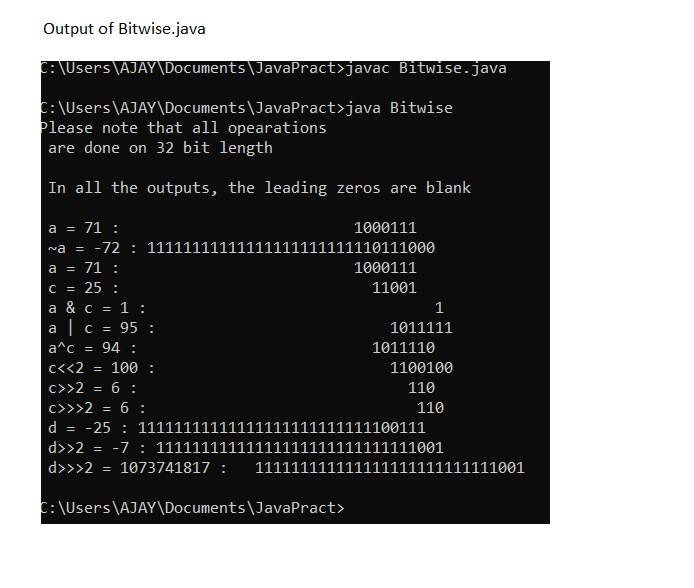 Output of Bitwise.java
C:\Users\AJAY\Documents\JavaPract>javac Bitwise.java
C:\Users\AJAY\Documents\JavaPract>java Bitwise
Please note that all opearations
 are done on 32 bit length
 In all the outputs, the leading zeros are blank
 a = 71 :                          1000111
 ~a = -72 : 11111111111111111111111110111000
 a = 71 :                          1000111
 c = 25 :                            11001
 a & c = 1 :                                1
 a | c = 95 :                          1011111
 a^c = 94 :                          1011110
 c<<2 = 100 :                          1100100
 c>>2 = 6 :                              110
 c>>>2 = 6 :                              110
 d = -25 : 11111111111111111111111111100111
 d>>2 = -7 : 11111111111111111111111111111001
 d>>>2 = 1073741817 :   111111111111111111111111111001
C:\Users\AJAY\Documents\JavaPract>